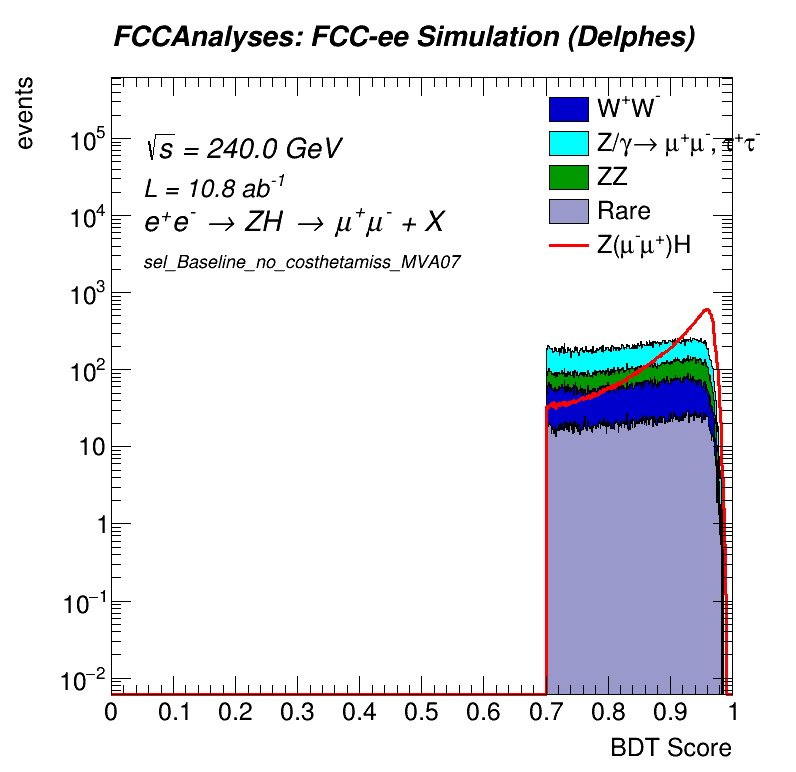 FCCAnalyses: FCC-ee Simulation (Delphes)
events
√s = 240.0 GeV
L = 10.8 ab⁻¹
e⁺e⁻ → ZH → μ⁺μ⁻ + X
sel_Baseline_no_costhetamiss_MVA07
W⁺W⁻
Z/γ→ μ⁺μ⁻, τ⁺τ⁻
ZZ
Rare
Z(μ⁻μ⁺)H
10⁵
10⁴
10³
10²
10
1
10⁻¹
10⁻²
0 0.1 0.2 0.3 0.4 0.5 0.6 0.7 0.8 0.9 1
BDT Score